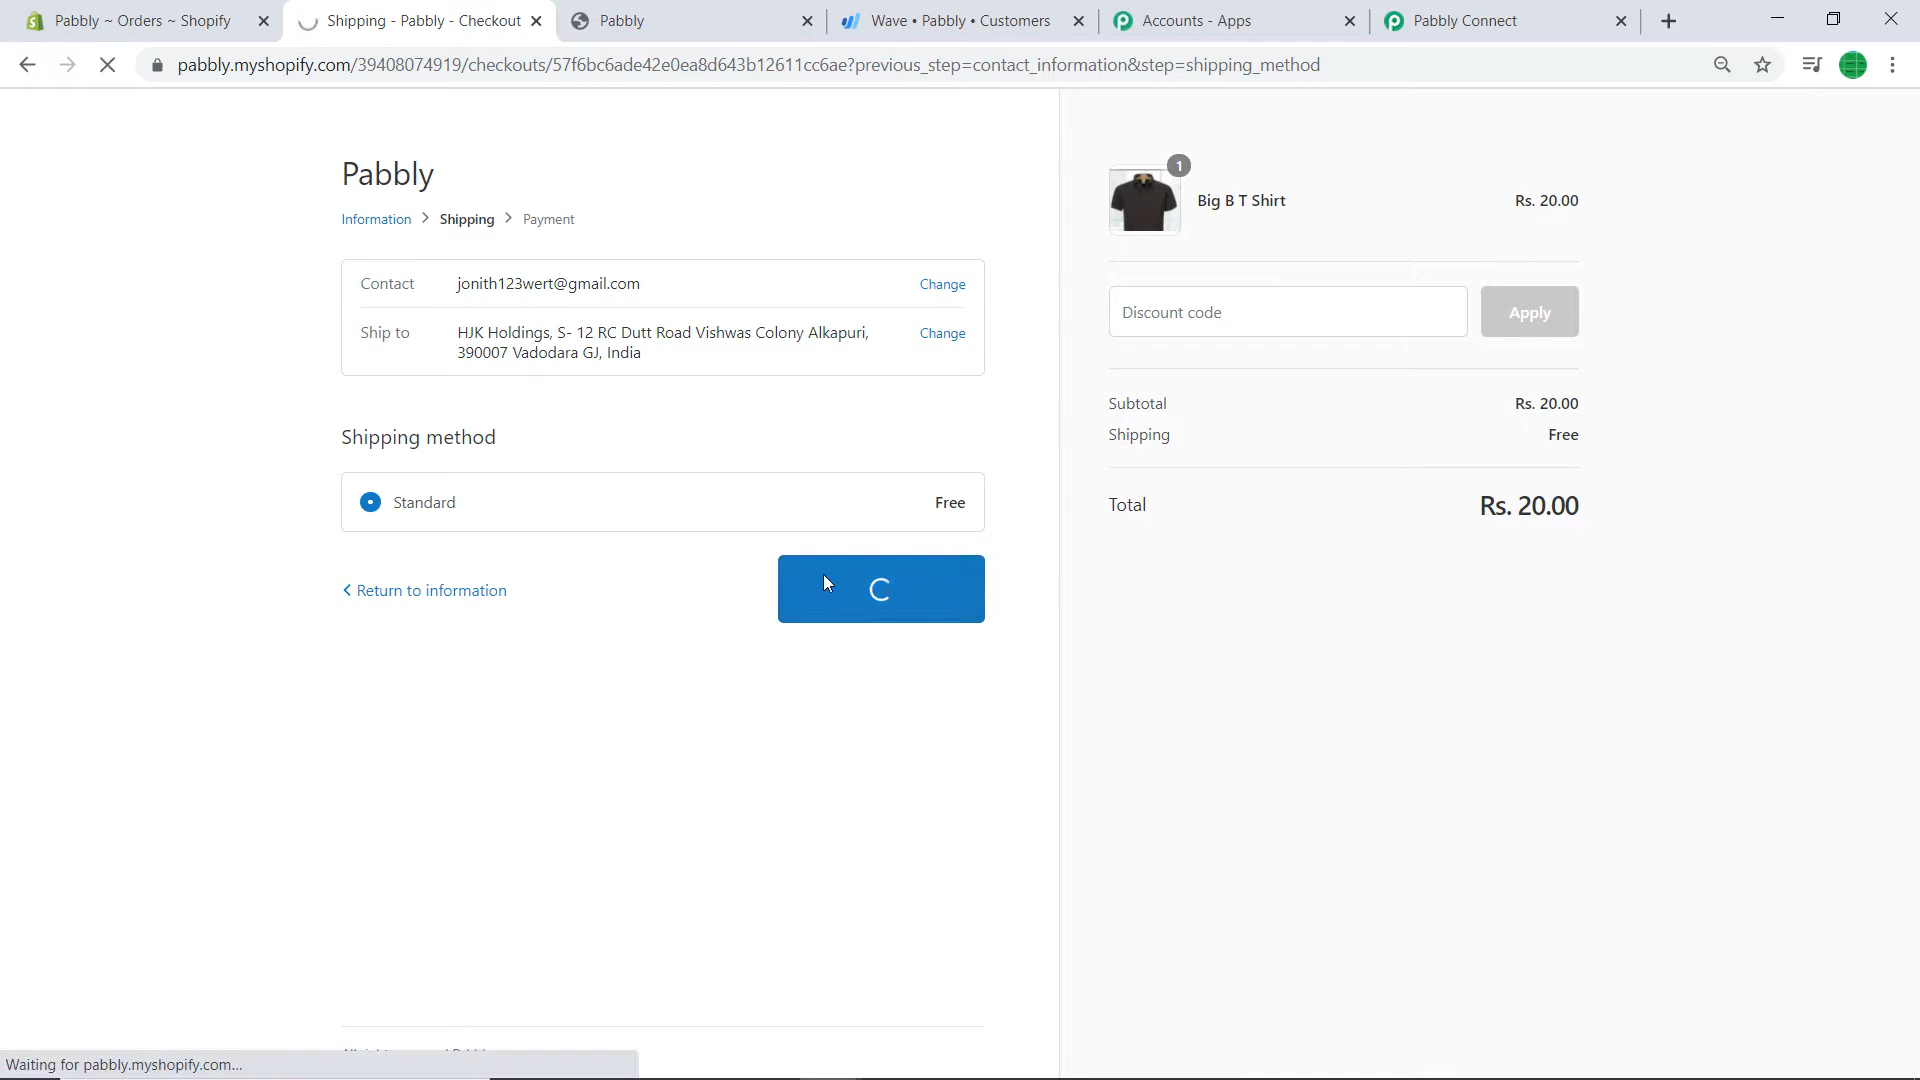 Pabbly ~ Orders ~ Shopify
Shipping - Pabbly - Checkout
Pabbly
Wave • Pabbly • Customers
Accounts - Apps
Pabbly Connect
pabbly.myshopify.com/39408074919/checkouts/57f6bc6ade42e0ea8d643b12611cc6ae?previous_step=contact_information&step=shipping_method
Pabbly
Information > Shipping > Payment
Contact jonith123wert@gmail.com Change
Ship to HJK Holdings, S- 12 RC Dutt Road Vishwas Colony Alkapuri, Change
390007 Vadodara GJ, India
Shipping method
Standard Free
Return to information
1
Big B T Shirt Rs. 20.00
Discount code Apply
Subtotal Rs. 20.00
Shipping Free
Total Rs. 20.00
Waiting for pabbly.myshopify.com...